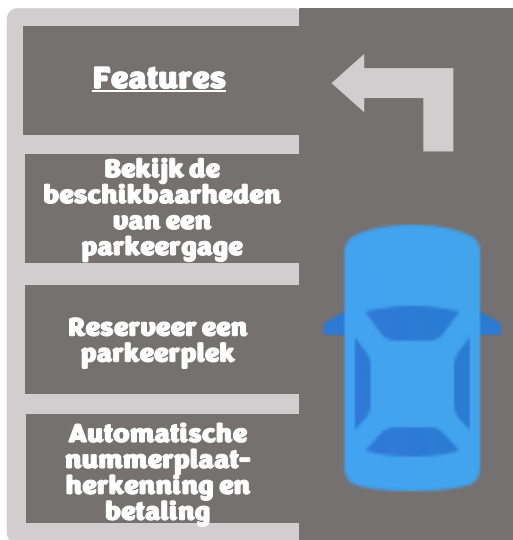 Features
Bekijk de
beschikbaarheden
van een
parkeergage
Reserveer een
parkeerplek
Automatische
nummerplaat-
herkenning en
betaling